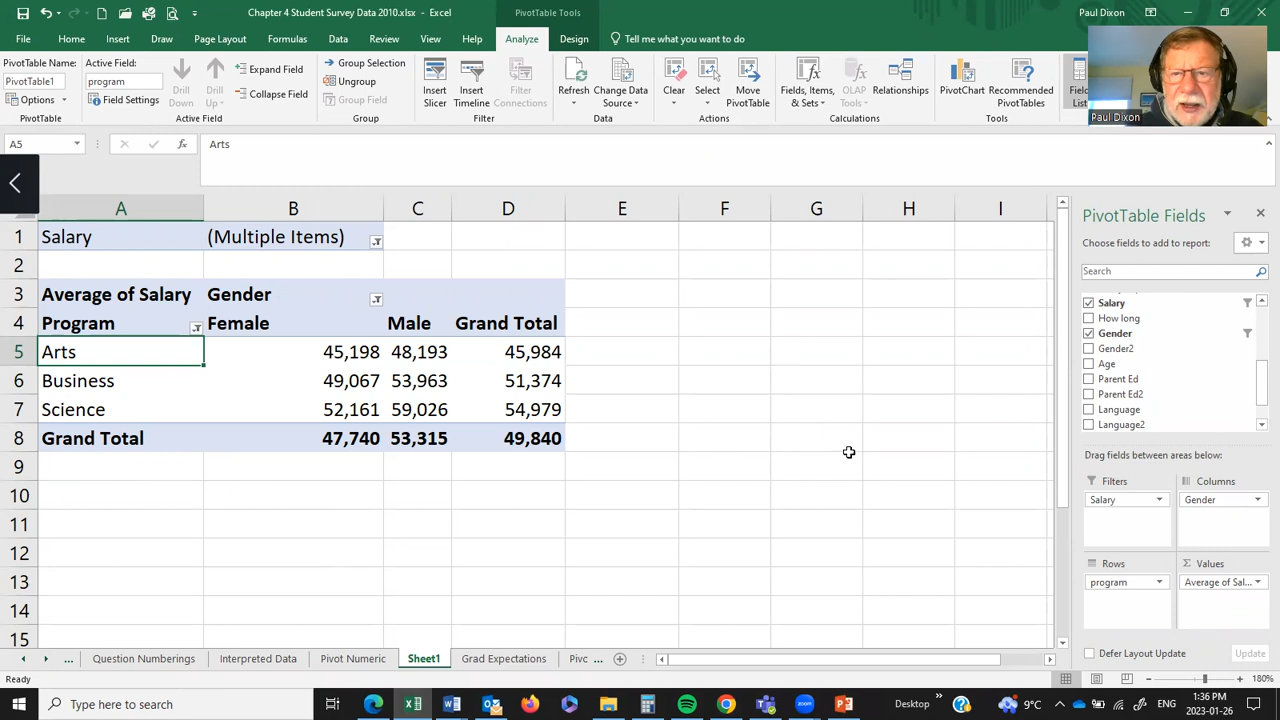 Chapter 4 Student Survey Data 2010.xlsx - Excel
PivotTable Tools
Paul Dixon
File Home Insert Draw Page Layout Formulas Data Review View Help Analyze Design Tell me what you want to do
PivotTable Name:
PivotTable1
Options
PivotTable
Active Field:
program
Field Settings
Drill Down
Drill Up
Expand Field
Collapse Field
Active Field
Group Selection
Ungroup
Group Field
Group
Insert Slicer
Insert Timeline
Filter Connections
Filter
Refresh
Change Data Source
Data
Clear
Select
Move PivotTable
Actions
Fields, Items, & Sets
OLAP Tools
Relationships
Calculations
PivotChart
Recommended PivotTables
Tools
Field
List
Paul Dixon
A5
Arts
A B C D E F G H I
1 Salary (Multiple Items)
2
3 Average of Salary Gender
4 Program Female Male Grand Total
5 Arts 45,198 48,193 45,984
6 Business 49,067 53,963 51,374
7 Science 52,161 59,026 54,979
8 Grand Total 47,740 53,315 49,840
9
10
11
12
13
14
15
PivotTable Fields
Choose fields to add to report:
Search
Salary
How long
Gender
Gender2
Age
Parent Ed
Parent Ed2
Language
Language2
Drag fields between areas below:
Filters
Salary
Columns
Gender
Rows
program
Values
Average of Sal...
Defer Layout Update
Update
... Question Numberings Interpreted Data Pivot Numeric Sheet1 Grad Expectations Pivc ...
Ready
180%
Type here to search
Desktop
9°C
ENG
1:36 PM
2023-01-26